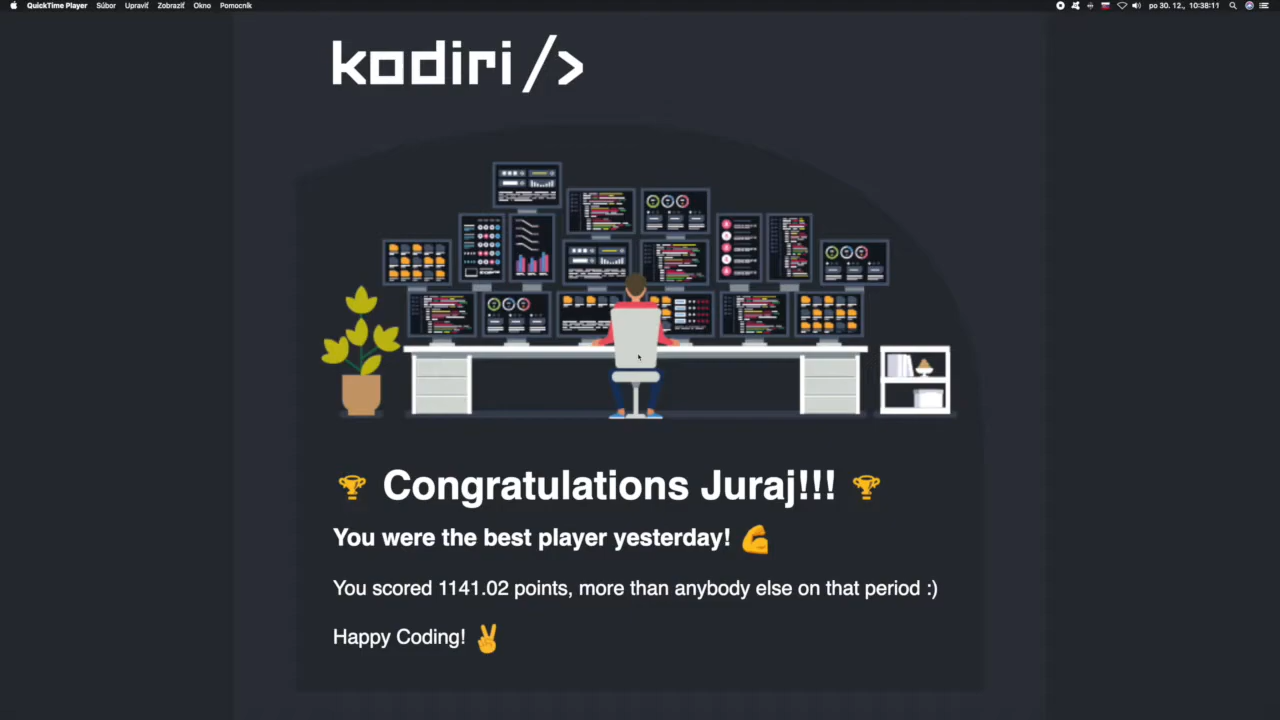 QuickTime Player Súbor Upraviť Zobraziť Okno Pomocník po 30. 12., 10:38:11
kodiri/>
Congratulations Juraj!!!
You were the best player yesterday! 💪
You scored 1141.02 points, more than anybody else on that period :)
Happy Coding! ✌